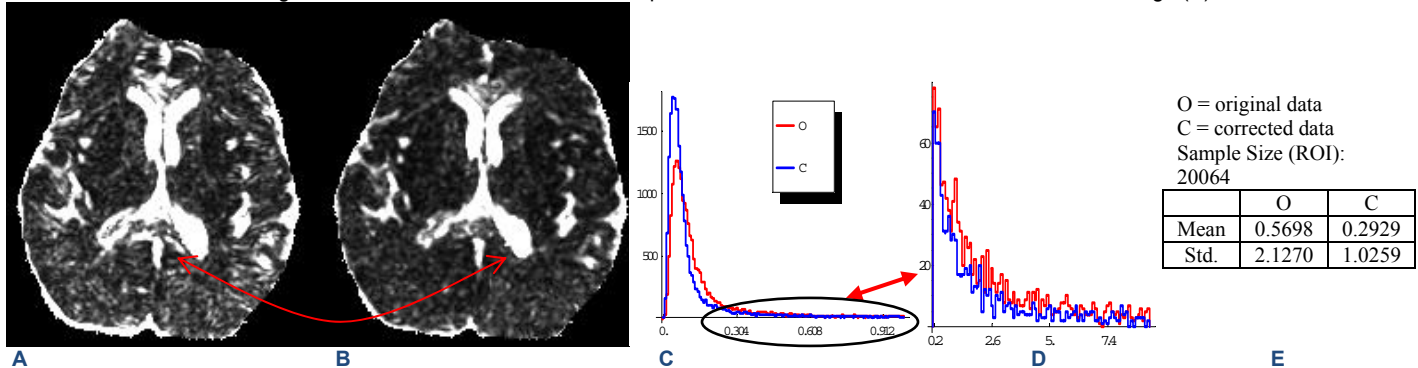 O
C
1500
1000
500
0.
0.304
0.608
0.912
60
40
20
0.2
2.6
5.
7.4
O = original data
C = corrected data
Sample Size (ROI):
20064
O C
Mean 0.5698 0.2929
Std. 2.1270 1.0259
A B C D E